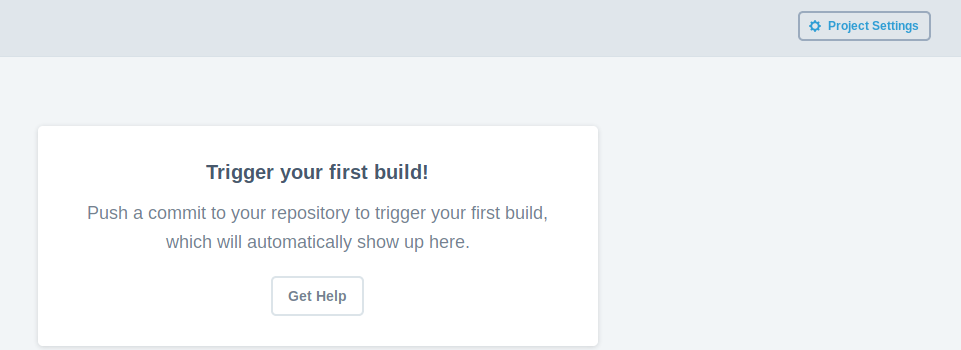 Project Settings
Trigger your first build!
Push a commit to your repository to trigger your first build,
which will automatically show up here.
Get Help